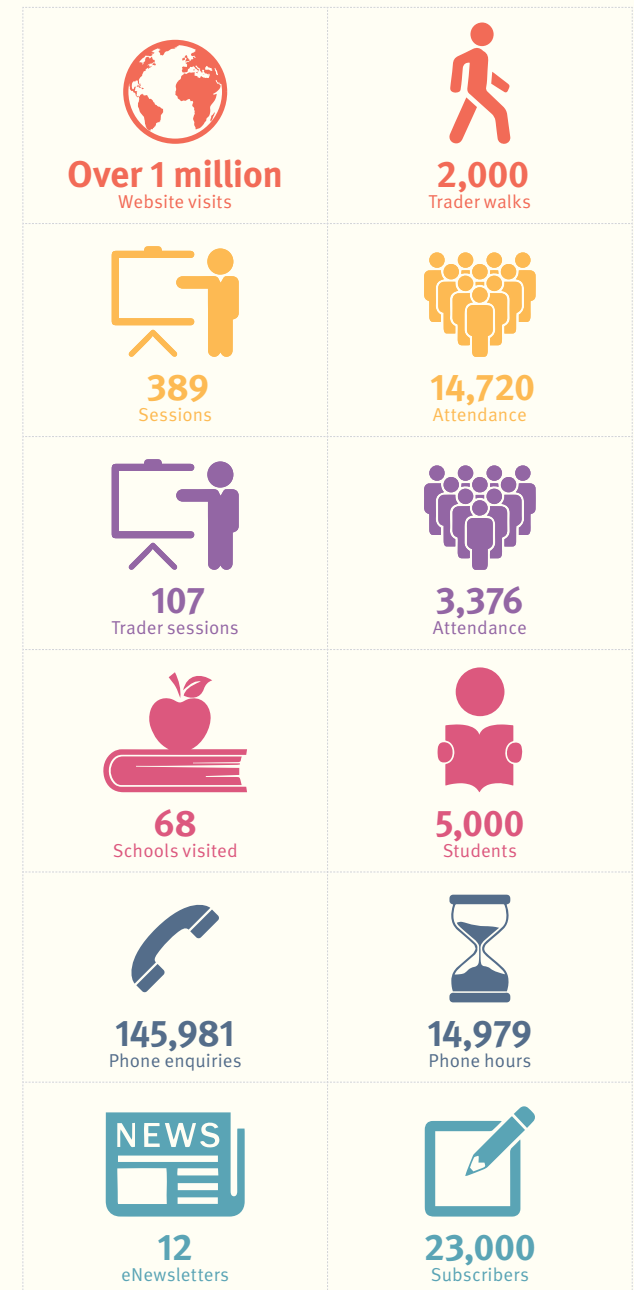 Over 1 million
Website visits
2,000
Trader walks
389
Sessions
14,720
Attendance
107
Trader sessions
3,376
Attendance
68
Schools visited
5,000
Students
145,981
Phone enquiries
14,979
Phone hours
NEWS
12
eNewsletters
23,000
Subscribers